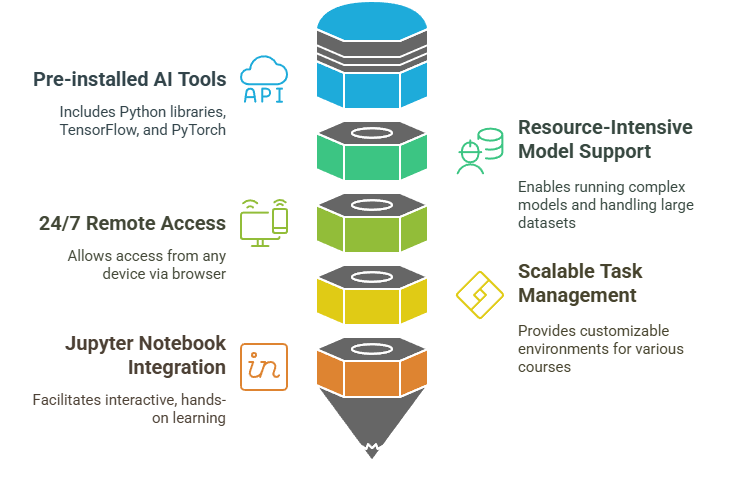 Pre-installed AI Tools
API
Includes Python libraries,
TensorFlow, and PyTorch
Resource-Intensive
Model Support
Enables running complex
models and handling large
datasets
24/7 Remote Access
Allows access from any
device via browser
Scalable Task
Management
Provides customizable
environments for various
courses
Jupyter Notebook
Integration
in
Facilitates interactive, hands-
on learning